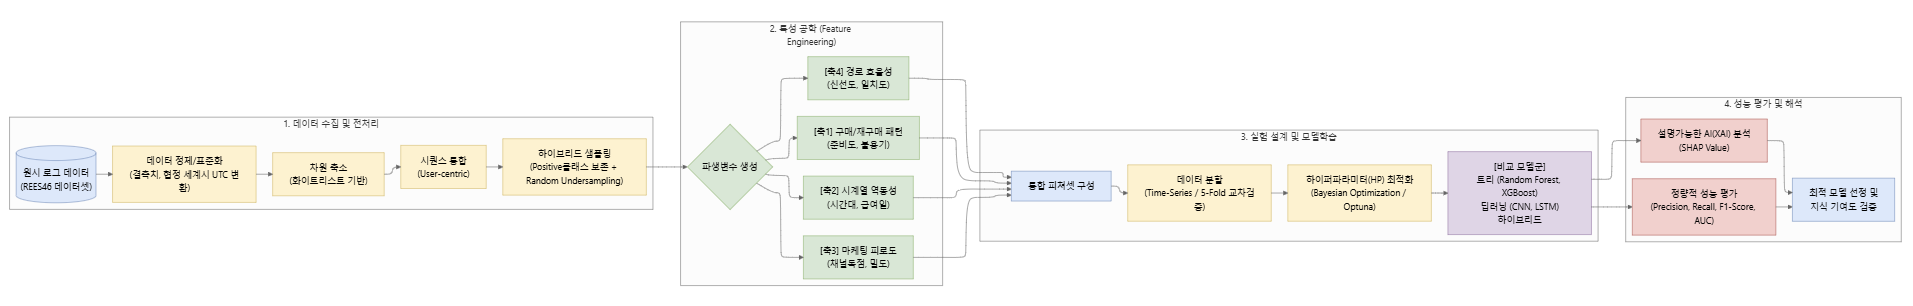 1. 데이터 수집 및 전처리
원시 로그 데이터
(REES46 데이터셋)
데이터 정제/표준화
(결측치, 협정 세계시 UTC 변
환)
차원 축소
(화이트리스트 기반)
시퀀스 통합
(User-centric)
하이브리드 샘플링
(Positive클래스 보존 +
Random Undersampling)
2. 특성 공학 (Feature
Engineering)
파생변수 생성
[축4] 경로 효율성
(신선도, 일치도)
[축1] 구매/재구매 패턴
(준비도, 불용기)
[축2] 시계열 역동성
(시간대, 급여일)
[축3] 마케팅 피로도
(채널독점, 밀도)
3. 실험 설계 및 모델학습
통합 피쳐셋 구성
데이터 분할
(Time-Series / 5-Fold 교차검
증)
하이퍼파라미터(HP) 최적화
(Bayesian Optimization /
Optuna)
[비교 모델군]
트리 (Random Forest,
XGBoost)
딥러닝 (CNN, LSTM)
하이브리드
4. 성능 평가 및 해석
설명가능한 AI(XAI) 분석
(SHAP Value)
정량적 성능 평가
(Precision, Recall, F1-Score,
AUC)
최적 모델 선정 및
지식 기여도 검증